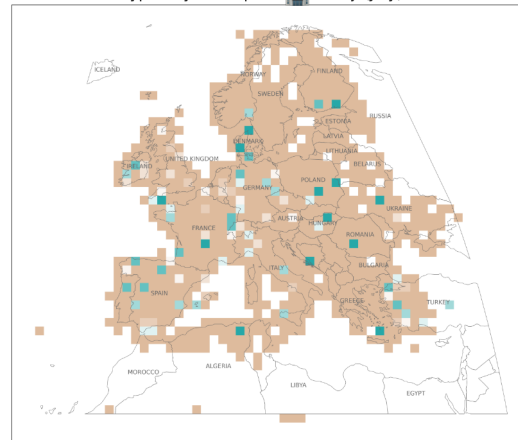 ICELAND
NORWAY
FINLAND
SWEDEN
RUSSIA
ESTONIA
LATVIA
DENMARK
LITHUANIA
UNITED KINGDOM
BELARUS
IRELAND
GERMANY
POLAND
UKRAINE
AUSTRIA
HUNGARY
FRANCE
ROMANIA
ITALY
BULGARIA
SPAIN
GREECE
TURKEY
MOROCCO
ALGERIA
LIBYA
EGYPT